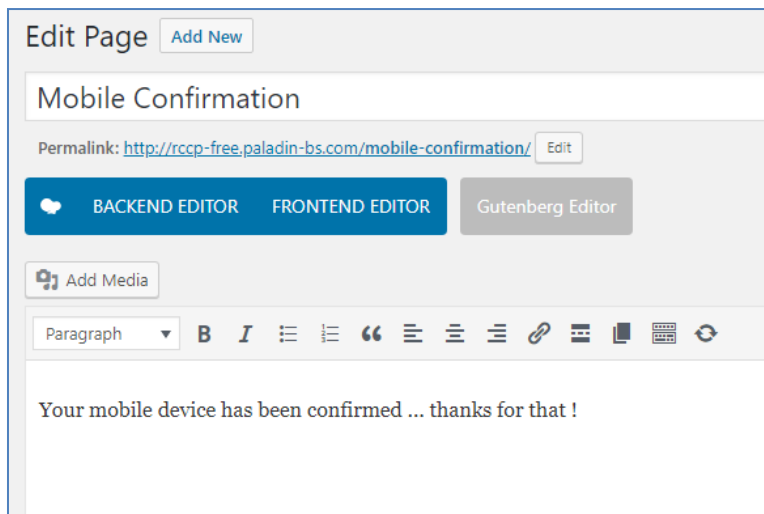 Edit Page Add New
Mobile Confirmation
Permalink: http://rccp-free.paladin-bs.com/mobile-confirmation/ Edit
BACKEND EDITOR FRONTEND EDITOR Gutenberg Editor
Add Media
Paragraph B I
Your mobile device has been confirmed ... thanks for that !